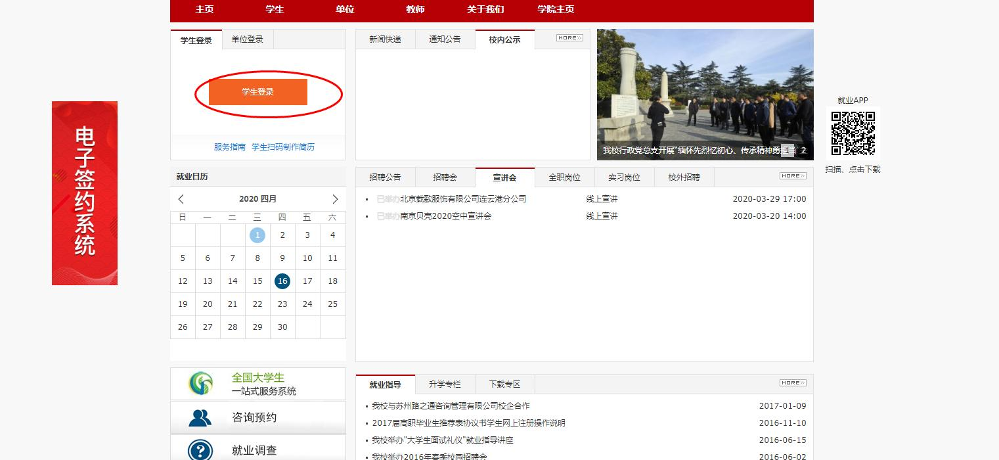 主页 学生 单位 教师 关于我们 学院主页
学生登录 单位登录
学生登录
服务指南 学生扫码制作简历
新闻快递 通知公告 校内公示 MORE
我校行政党总支开展“缅怀先烈忆初心、传承精神勇担当” 2
就业APP
扫描、点击下载
电子签约系统
就业日历
2020 四月
日 一 二 三 四 五 六
1 2 3 4
5 6 7 8 9 10 11
12 13 14 15 16 17 18
19 20 21 22 23 24 25
26 27 28 29 30
招聘公告 招聘会 宣讲会 全职岗位 实习岗位 校外招聘 MORE
已举办北京载歌服饰有限公司连云港分公司 线上宣讲 2020-03-29 17:00
已举办南京贝壳2020空中宣讲会 线上宣讲 2020-03-20 14:00
全国大学生
一站式服务系统
咨询预约
就业调查
就业指导 升学专栏 下载专区 MORE
我校与苏州路之通咨询管理有限公司校企合作 2017-01-09
2017届高职毕业生推荐表协议书学生网上注册操作说明 2016-11-10
我校举办"大学生面试礼仪"就业指导讲座 2016-06-15
我校举办2016年春季校园招聘会 2016-06-02